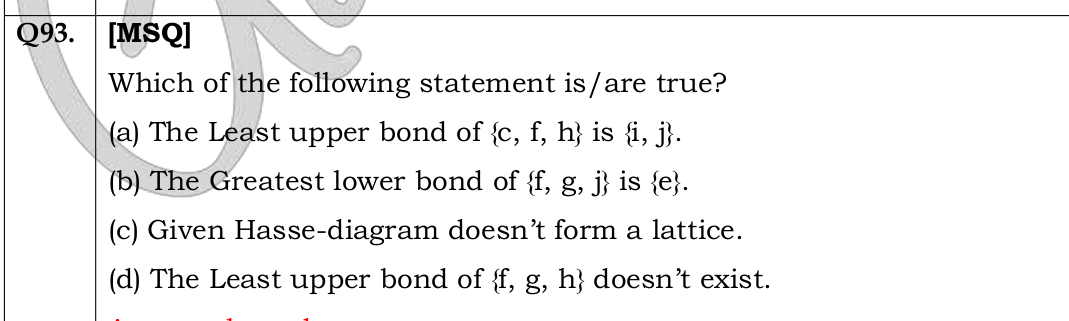 Q93. [MSQ]
Which of the following statement is/are true?
(a) The Least upper bond of {c, f, h} is {i, j}.
(b) The Greatest lower bond of {f, g, j} is {e}.
(c) Given Hasse-diagram doesn’t form a lattice.
(d) The Least upper bond of {f, g, h} doesn’t exist.